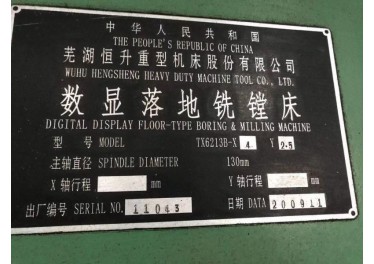 中华人民共和国
THE PEOPLE'S REPUBLIC OF CHINA
芜湖恒升重型机床股份有限公司
WUHU HENGSHENG HEAVY DUTY MACHINE TOOL CO., LTD.
数显落地铣镗床
DIGITAL DISPLAY FLOOR-TYPE BORING & MILLING MACHINE
型号 MODEL TX6213B-X 4 Y 2.5
主轴直径 SPINDLE DIAMETER 130mm
X 轴行程 mm Y 轴行程 mm
出厂编号 SERIAL NO. 11043 日期 DATA 200911